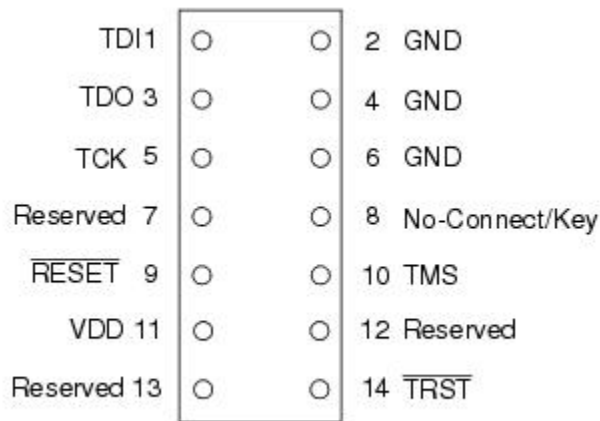 TDI 1 2 GND
TDO 3 4 GND
TCK 5 6 GND
Reserved 7 8 No-Connect/Key
RESET 9 10 TMS
VDD 11 12 Reserved
Reserved 13 14 TRST